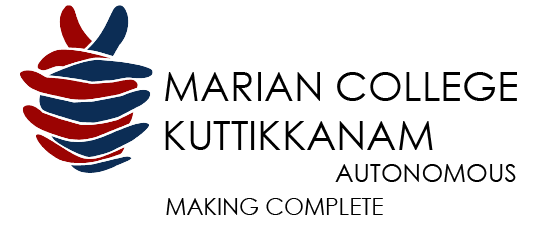 MARIAN COLLEGE
KUTTIKKANAM
AUTONOMOUS
MAKING COMPLETE